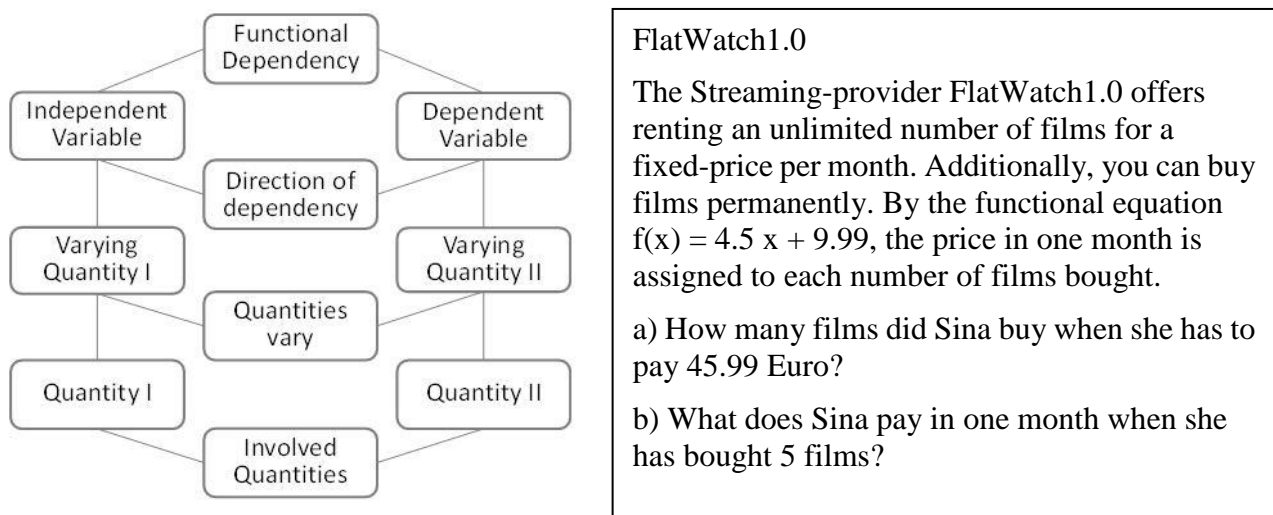 Functional
Dependency
Independent
Variable
Dependent
Variable
Direction of
dependency
Varying
Quantity I
Varying
Quantity II
Quantities
vary
Quantity I
Quantity II
Involved
Quantities
FlatWatch1.0
The Streaming-provider FlatWatch1.0 offers
renting an unlimited number of films for a
fixed-price per month. Additionally, you can buy
films permanently. By the functional equation
f(x) = 4.5 x + 9.99, the price in one month is
assigned to each number of films bought.
a) How many films did Sina buy when she has to
pay 45.99 Euro?
b) What does Sina pay in one month when she
has bought 5 films?